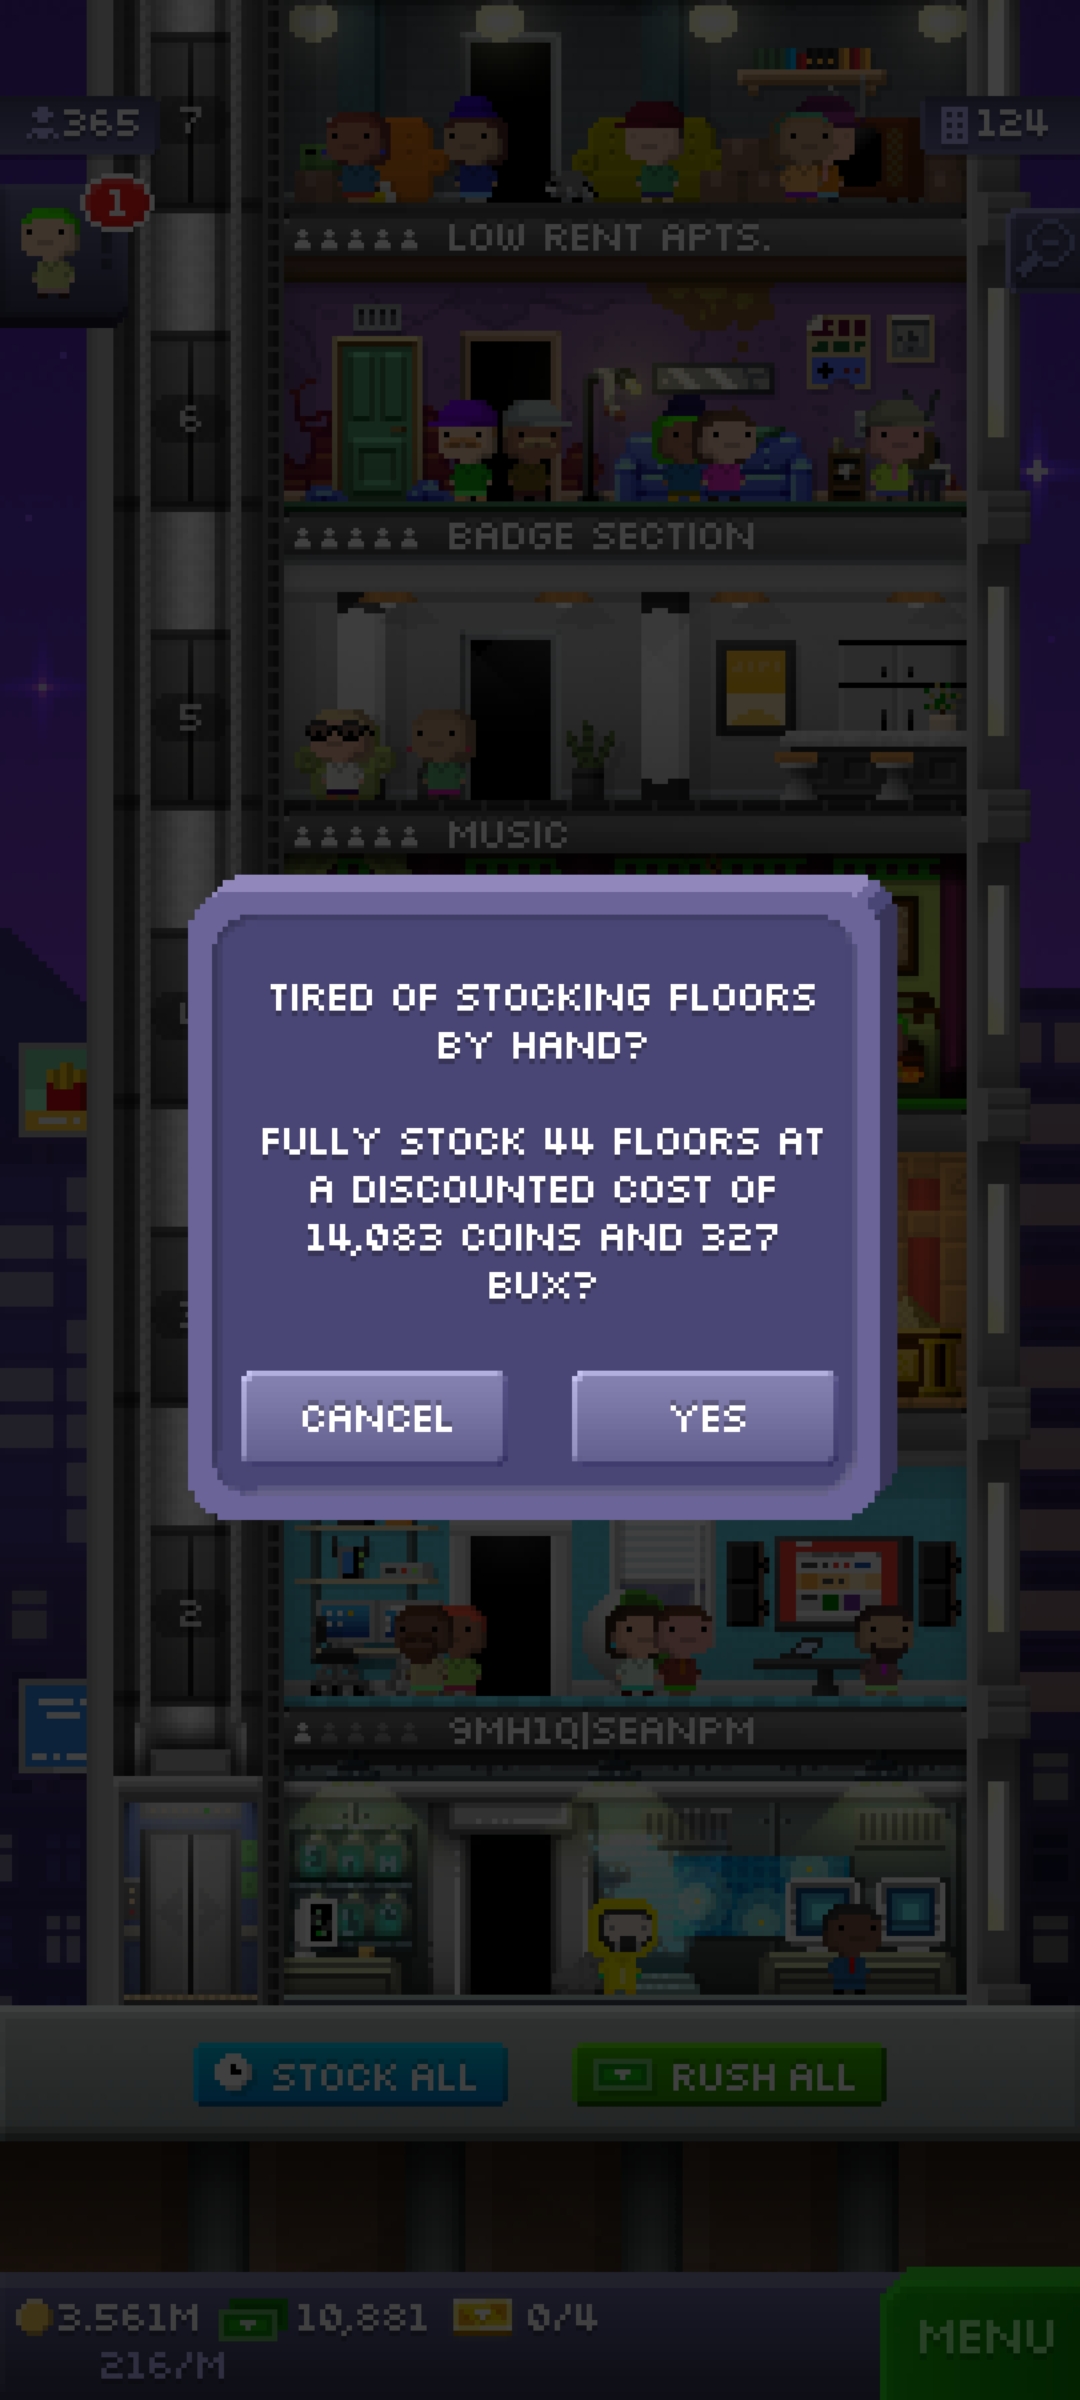 365
7
124
1
LOW RENT APTS.
6
BADGE SECTION
5
MUSIC
TIRED OF STOCKING FLOORS
BY HAND?
FULLY STOCK 44 FLOORS AT
A DISCOUNTED COST OF
14,083 COINS AND 327
BUX?
CANCEL
YES
2
9MH1Q|SEANPM
STOCK ALL
RUSH ALL
3.561M
10,881
0/4
MENU
216/M